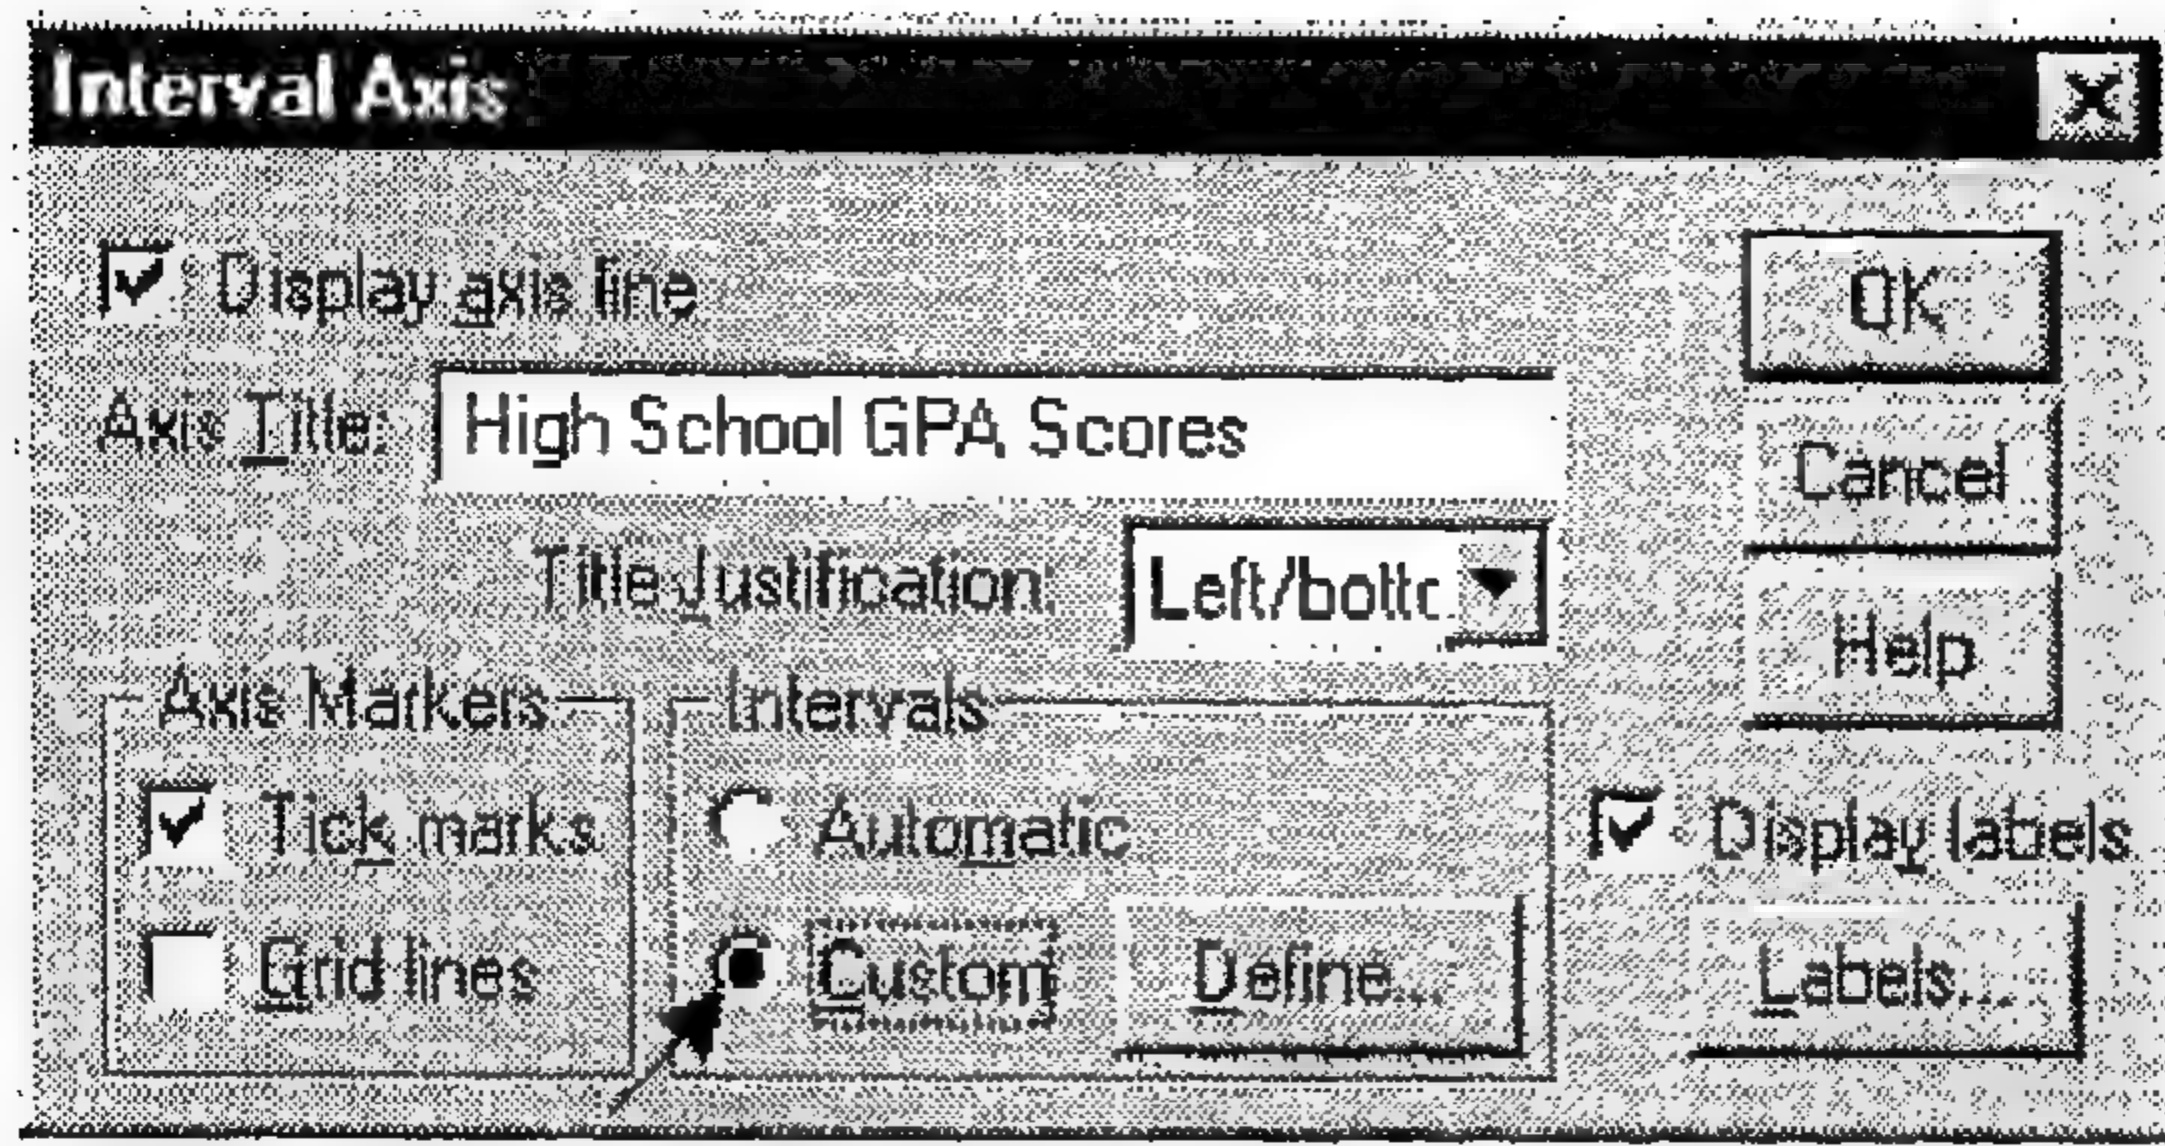 Interval Axis
Display axis line
OK
Axis Title: High School GPA Scores
Cancel
Title Justification: Left/botto
Help
Axis Markers
Intervals
Tick marks
Automatic
Display labels
Grid lines
Custom
Define...
Labels...